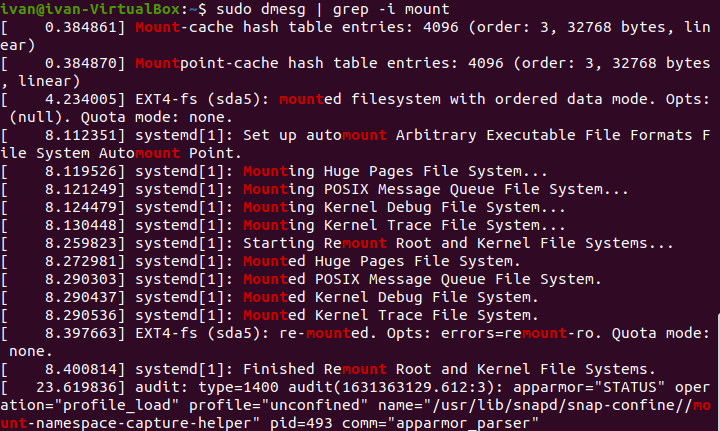 ivan@ivan-VirtualBox:~$ sudo dmesg | grep -i mount
[    0.384861] Mount-cache hash table entries: 4096 (order: 3, 32768 bytes, lin
ear)
[    0.384870] Mountpoint-cache hash table entries: 4096 (order: 3, 32768 bytes
, linear)
[    4.234005] EXT4-fs (sda5): mounted filesystem with ordered data mode. Opts:
 (null). Quota mode: none.
[    8.112351] systemd[1]: Set up automount Arbitrary Executable File Formats F
ile System Automount Point.
[    8.119526] systemd[1]: Mounting Huge Pages File System...
[    8.121249] systemd[1]: Mounting POSIX Message Queue File System...
[    8.124479] systemd[1]: Mounting Kernel Debug File System...
[    8.130448] systemd[1]: Mounting Kernel Trace File System...
[    8.259823] systemd[1]: Starting Remount Root and Kernel File Systems...
[    8.272981] systemd[1]: Mounted Huge Pages File System.
[    8.290303] systemd[1]: Mounted POSIX Message Queue File System.
[    8.290437] systemd[1]: Mounted Kernel Debug File System.
[    8.290536] systemd[1]: Mounted Kernel Trace File System.
[    8.397663] EXT4-fs (sda5): re-mounted. Opts: errors=remount-ro. Quota mode:
 none.
[    8.400814] systemd[1]: Finished Remount Root and Kernel File Systems.
[   23.619836] audit: type=1400 audit(1631363129.612:3): apparmor="STATUS" oper
ation="profile_load" profile="unconfined" name="/usr/lib/snapd/snap-confine//mo
unt-namespace-capture-helper" pid=493 comm="apparmor_parser"